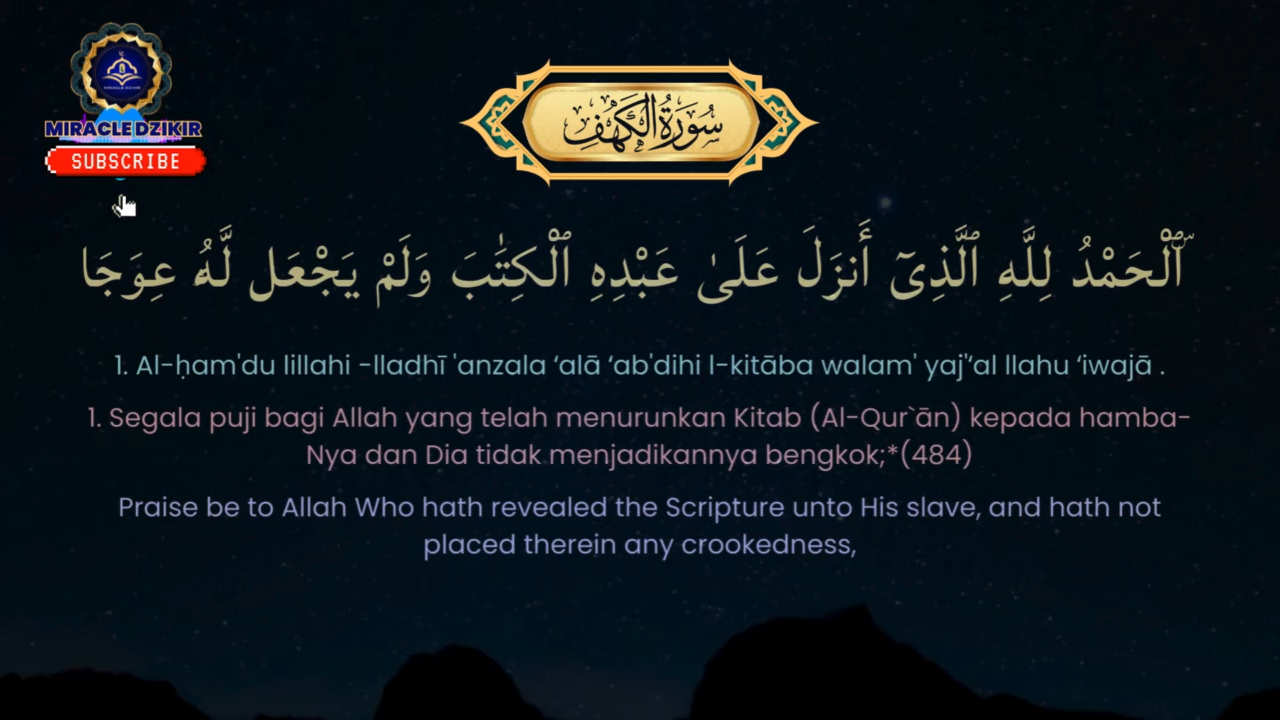 MIRACLE DZIKIR
MIRACLE DZIKIR
SUBSCRIBE
سُورَةُ الْكَهْفِ
ٱلْحَمْدُ لِلَّهِ ٱلَّذِىٓ أَنزَلَ عَلَىٰ عَبْدِهِ ٱلْكِتَٰبَ وَلَمْ يَجْعَل لَّهُۥ عِوَجَا
1. Al-ḥam'du lillahi -lladhī 'anzala ‘alā ‘ab'dihi l-kitāba walam' yaj'‘al llahu ‘iwajā .
1. Segala puji bagi Allah yang telah menurunkan Kitab (Al-Qur`ān) kepada hamba-
Nya dan Dia tidak menjadikannya bengkok;*(484)
Praise be to Allah Who hath revealed the Scripture unto His slave, and hath not
placed therein any crookedness,